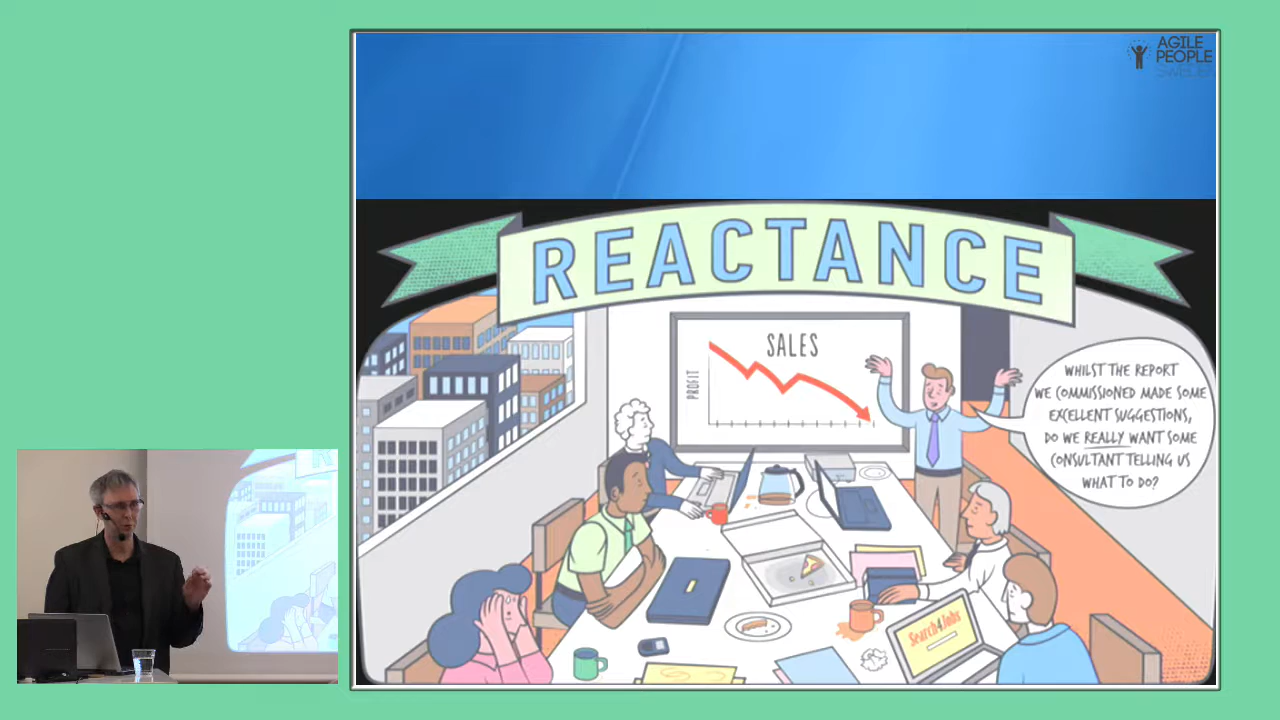 AGILE
PEOPLE
SWEDEN
REACTANCE
SALES
PROFIT
WHILST THE REPORT
WE COMMISSIONED MADE SOME
EXCELLENT SUGGESTIONS,
DO WE REALLY WANT SOME
CONSULTANT TELLING US
WHAT TO DO?
Search4Jobs